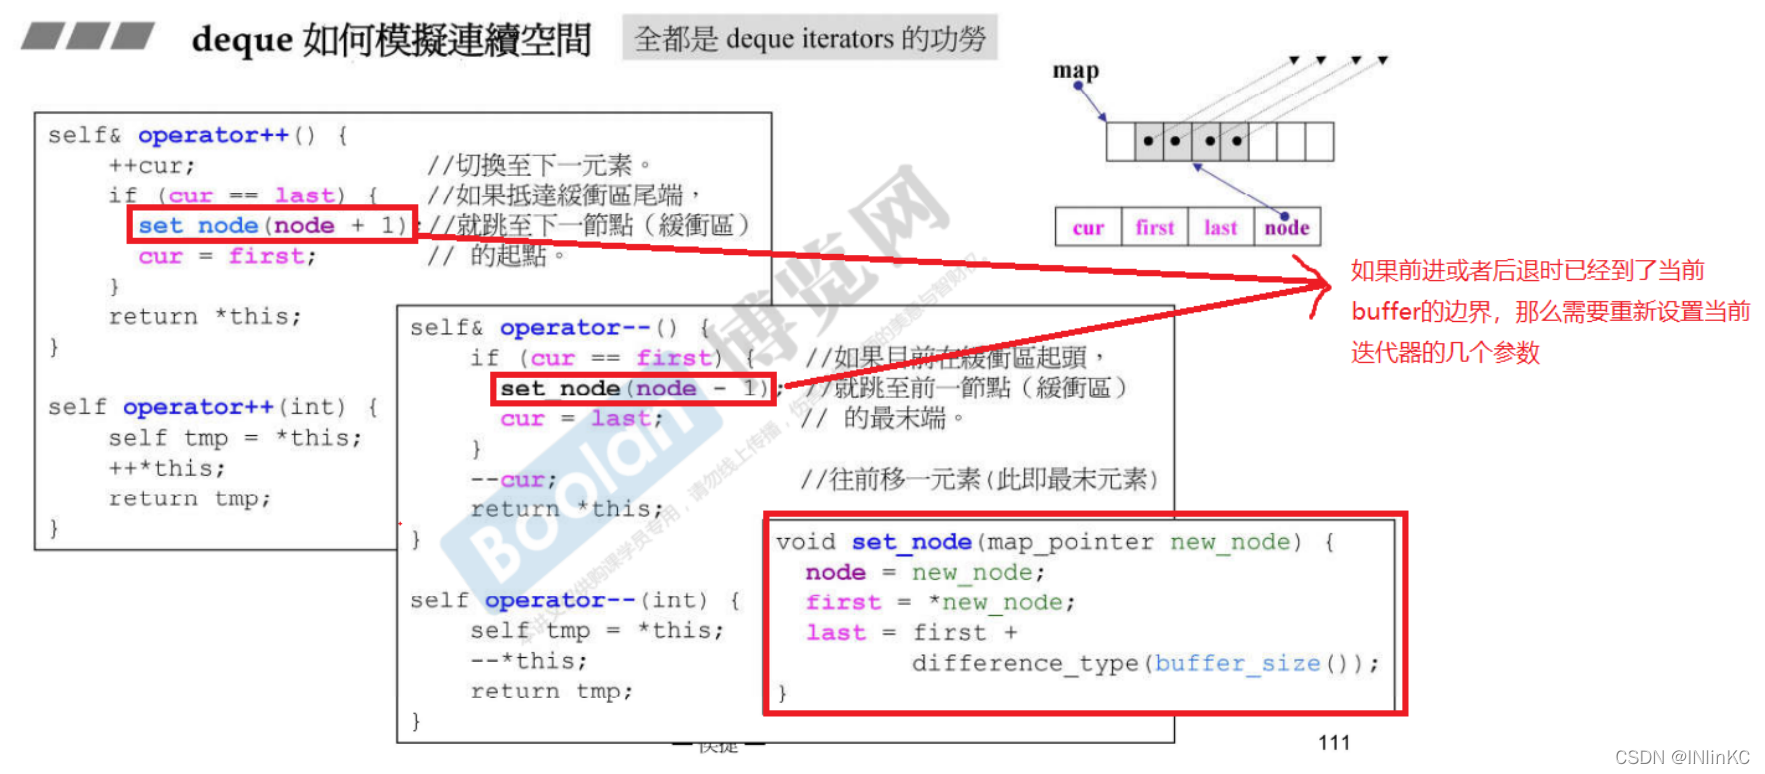 deque 如何模擬連續空間 全都是 deque iterators 的功勞
map
cur first last node
self& operator++() {
++cur; //切換至下一元素。
if (cur == last) { //如果抵達緩衝區尾端，
set_node(node + 1); //就跳至下一節點（緩衝區）
cur = first; // 的起點。
}
return *this;
}
self operator++(int) {
self tmp = *this;
++*this;
return tmp;
}
self& operator--() {
if (cur == first) { //如果目前在緩衝區起頭，
set_node(node - 1); //就跳至前一節點（緩衝區）
cur = last; // 的最末端。
}
--cur; //往前移一元素(此即最末元素)
return *this;
}
self operator--(int) {
self tmp = *this;
--*this;
return tmp;
}
void set_node(map_pointer new_node) {
node = new_node;
first = *new_node;
last = first +
difference_type(buffer_size());
}
如果前进或者后退时已经到了当前
buffer的边界，那么需要重新设置当前
迭代器的几个参数
Boolan 博览网
111
CSDN @INlinKC